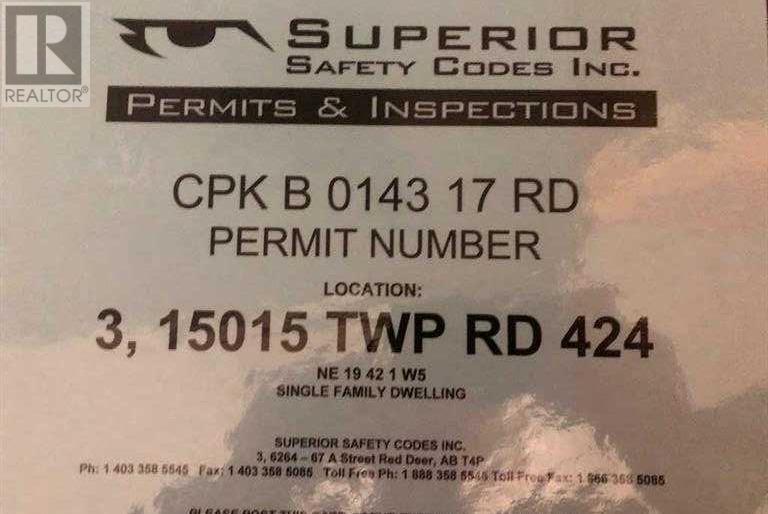 SUPERIOR
SAFETY CODES INC.
REALTOR®
PERMITS & INSPECTIONS
CPK B 0143 17 RD
PERMIT NUMBER
LOCATION:
3, 15015 TWP RD 424
NE 19 42 1 W5
SINGLE FAMILY DWELLING
SUPERIOR SAFETY CODES INC.
3, 6264 – 67 A Street Red Deer, AB T4P
Ph: 1 403 358 5545 Fax: 1 403 358 5085 Toll Free Ph: 1 888 358 5545 Toll Free Fax: 1 866 358 5085
PLEASE POST THIS